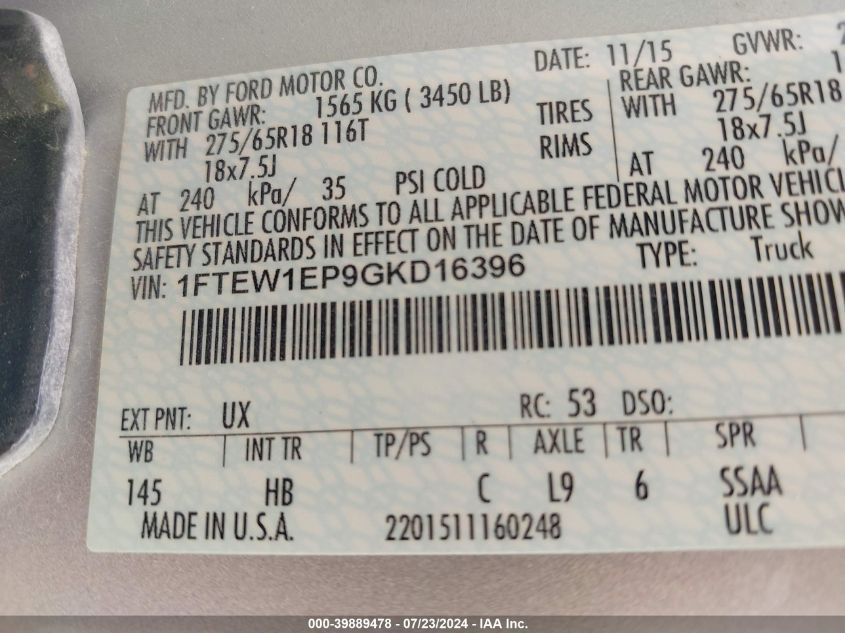 MFD. BY FORD MOTOR CO. DATE: 11/15 GVWR:
FRONT GAWR: 1565 KG ( 3450 LB) REAR GAWR:
WITH 275/65R18 116T TIRES WITH 275/65R18
18x7.5J RIMS 18x7.5J
AT 240 kPa/ 35 PSI COLD AT 240 kPa/
THIS VEHICLE CONFORMS TO ALL APPLICABLE FEDERAL MOTOR VEHICL
SAFETY STANDARDS IN EFFECT ON THE DATE OF MANUFACTURE SHOW
VIN: 1FTEW1EP9GKD16396 TYPE: Truck
EXT PNT: UX RC: 53 DSO:
WB INT TR TP/PS R AXLE TR SPR
145 HB C L9 6 SSAA
MADE IN U.S.A. 2201511160248 ULC
000-39889478 - 07/23/2024 - IAA Inc.